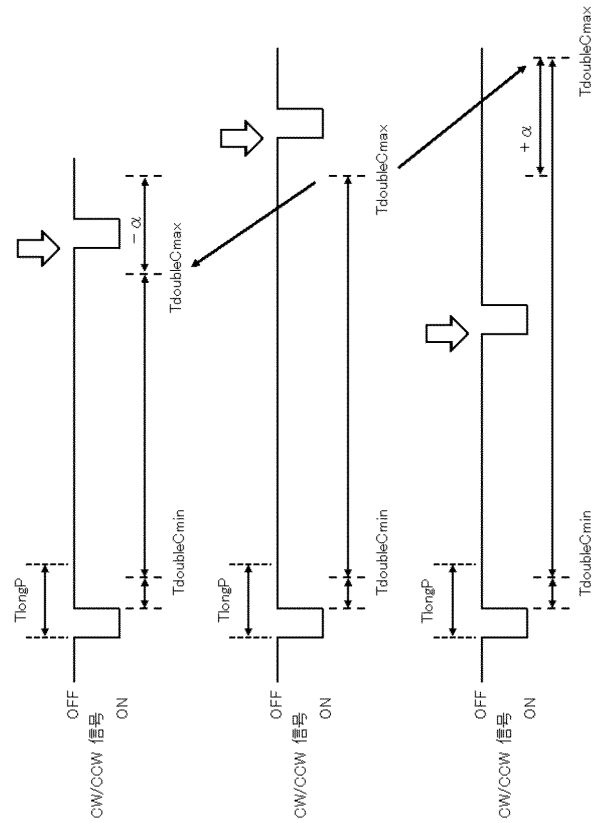 TlongP
OFF
ON
CW/CCW 信号
TdoubleCmin
－α
TdoubleCmax
TlongP
OFF
ON
CW/CCW 信号
TdoubleCmin
TdoubleCmax
TlongP
OFF
ON
CW/CCW 信号
TdoubleCmin
＋α
TdoubleCmax